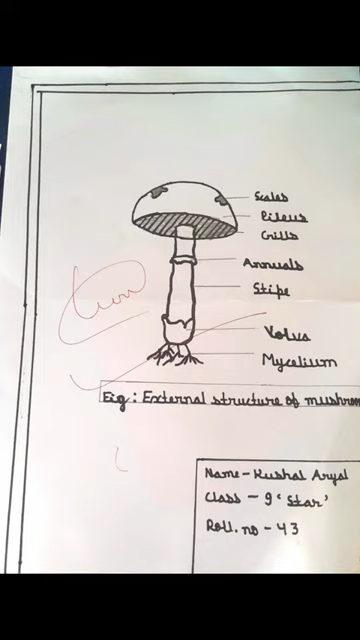 Scales
Pileus
Gills
Annuals
Stipe
Volva
Mycelium
Fig: External structure of mushroom
Name - Kushal Aryal
Class - 9 'Star'
Roll. no - 43